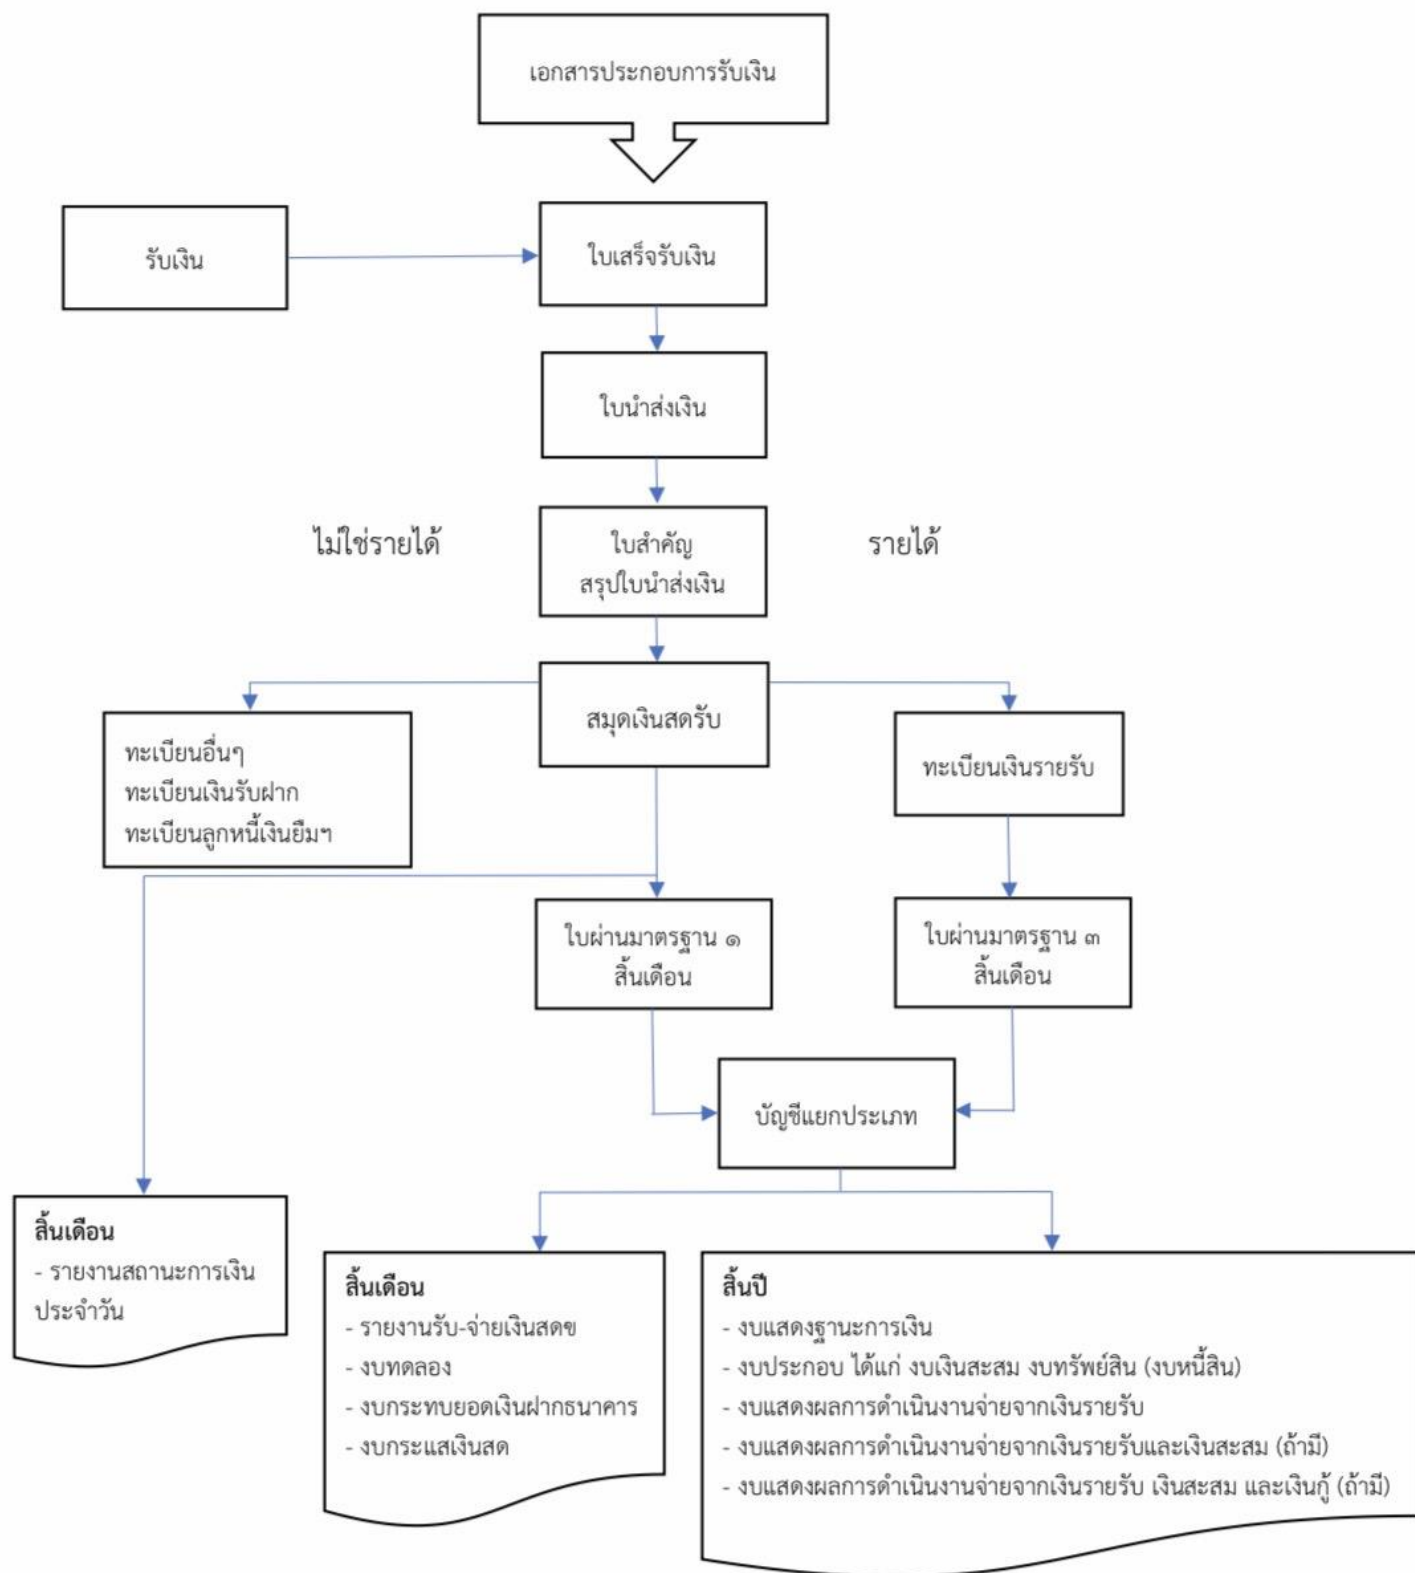 เอกสารประกอบการรับเงิน
รับเงิน
ใบเสร็จรับเงิน
ใบนำส่งเงิน
ไม่ใช่รายได้
ใบสำคัญ
สรุปใบนำส่งเงิน
รายได้
สมุดเงินสดรับ
ทะเบียนอื่นๆ
ทะเบียนเงินรับฝาก
ทะเบียนลูกหนี้เงินยืมฯ
ทะเบียนเงินรายรับ
ใบผ่านมาตรฐาน ๑
สิ้นเดือน
ใบผ่านมาตรฐาน ๓
สิ้นเดือน
บัญชีแยกประเภท
สิ้นเดือน
- รายงานสถานะการเงิน
ประจำวัน
สิ้นเดือน
- รายงานรับ-จ่ายเงินสดข
- งบทดลอง
- งบกระทบยอดเงินฝากธนาคาร
- งบกระแสเงินสด
สิ้นปี
- งบแสดงฐานะการเงิน
- งบประกอบ ได้แก่ งบเงินสะสม งบทรัพย์สิน (งบหนี้สิน)
- งบแสดงผลการดำเนินงานจ่ายจากเงินรายรับ
- งบแสดงผลการดำเนินงานจ่ายจากเงินรายรับและเงินสะสม (ถ้ามี)
- งบแสดงผลการดำเนินงานจ่ายจากเงินรายรับ เงินสะสม และเงินกู้ (ถ้ามี)